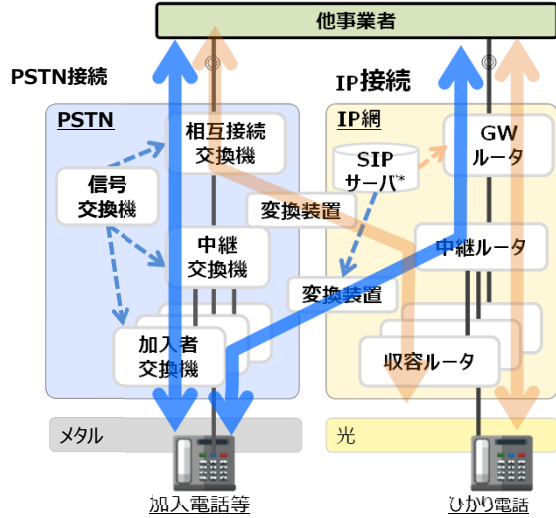 他事業者
PSTN接続
IP接続
PSTN
相互接続
交換機
信号
交換機
中継
交換機
加入者
交換機
変換装置
変換装置
IP網
SIP
サーバ*
GW
ルータ
中継ルータ
収容ルータ
メタル
光
加入電話等
ひかり電話